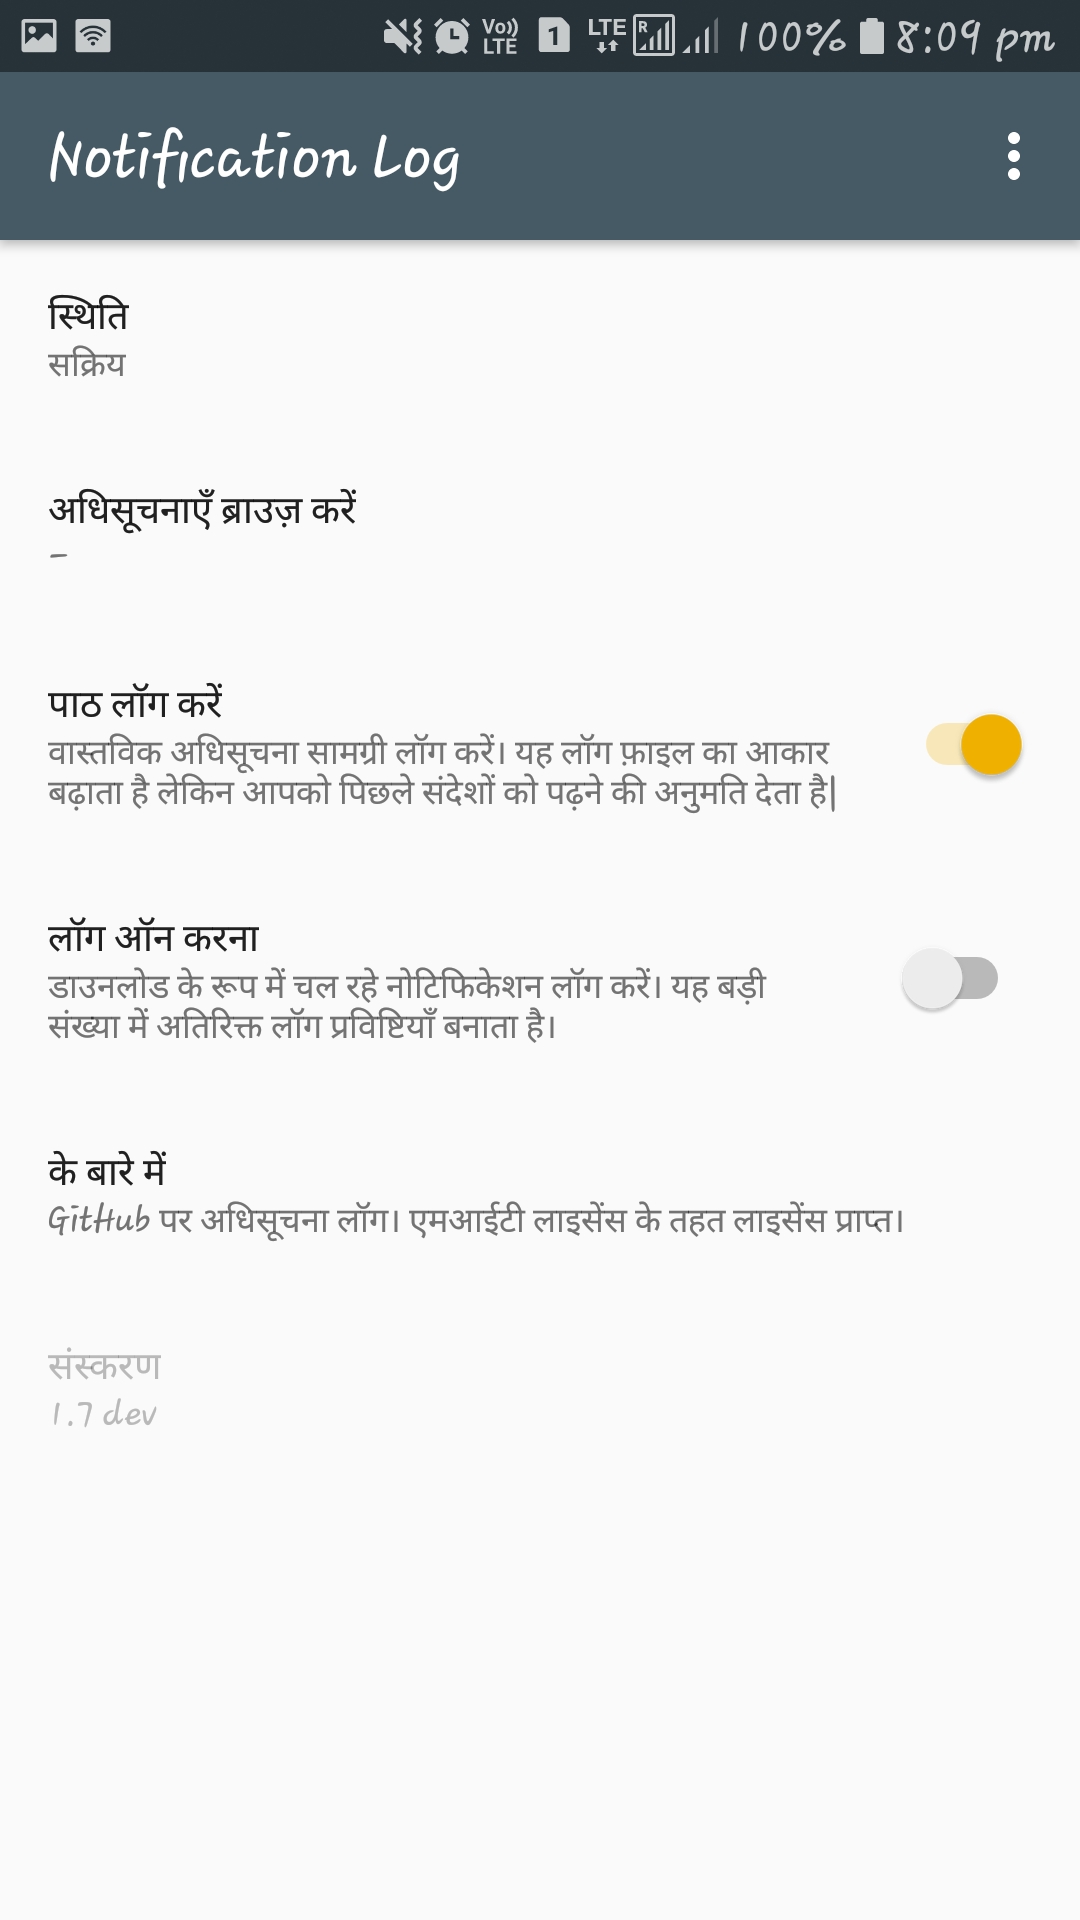 Vo)) LTE 1 LTE R 100% 8:09 pm
Notification Log
स्थिति
सक्रिय
अधिसूचनाएँ ब्राउज़ करें
–
पाठ लॉग करें
वास्तविक अधिसूचना सामग्री लॉग करें। यह लॉग फ़ाइल का आकार
बढ़ाता है लेकिन आपको पिछले संदेशों को पढ़ने की अनुमति देता है|
लॉग ऑन करना
डाउनलोड के रूप में चल रहे नोटिफिकेशन लॉग करें। यह बड़ी
संख्या में अतिरिक्त लॉग प्रविष्टियाँ बनाता है।
के बारे में
GitHub पर अधिसूचना लॉग। एमआईटी लाइसेंस के तहत लाइसेंस प्राप्त।
संस्करण
1.7 dev